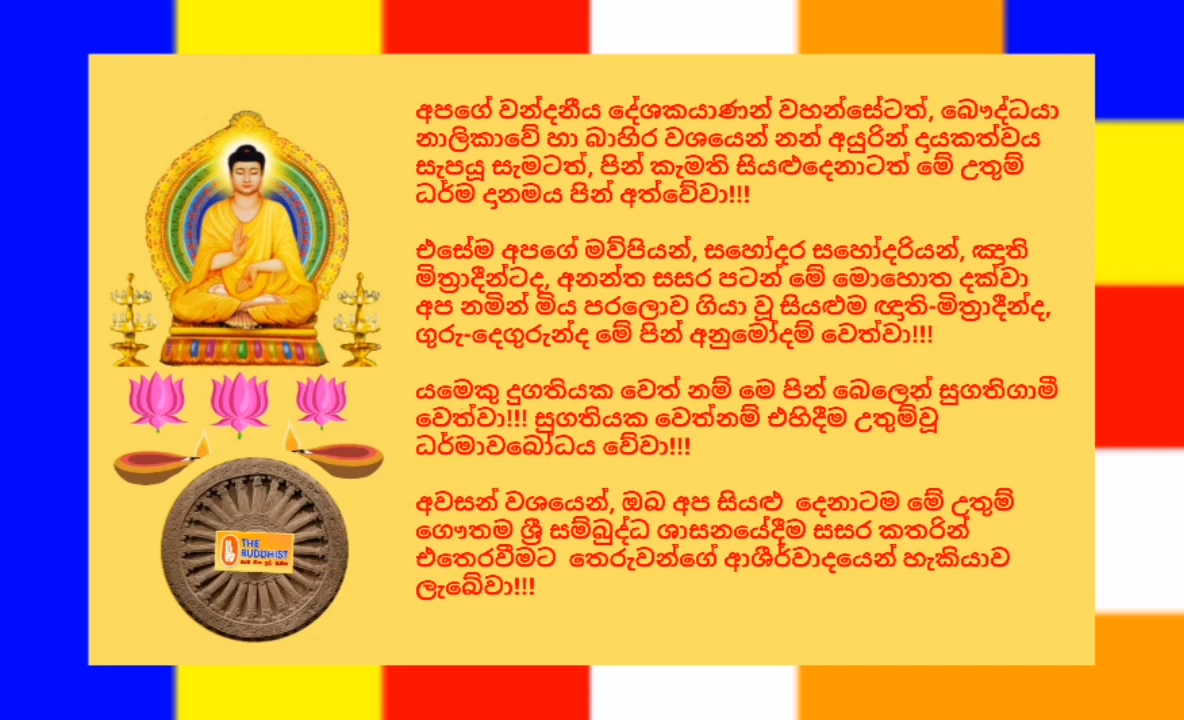 අපගේ වන්දනීය දේශකයාණන් වහන්සේටත්, බෞද්ධයා
නාලිකාවේ හා බාහිර වශයෙන් නන් අයුරින් දායකත්වය
සැපයූ සැමටත්, පින් කැමති සියළුදෙනාටත් මේ උතුම්
ධර්ම දානමය පින් අත්වේවා!!!
එසේම අපගේ මව්පියන්, සහෝදර සහෝදරියන්, ඤාති
මිත්‍රාදීන්ටද, අනන්ත සසර පටන් මේ මොහොත දක්වා
අප නමින් මිය පරලොව ගියා වූ සියළුම ඥාති-මිත්‍රාදීන්ද,
ගුරු-දෙගුරුන්ද මේ පින් අනුමෝදම් වෙත්වා!!!
යමෙකු දුගතියක වෙත් නම් මෙ පින් බෙලෙන් සුගතිගාමී
වෙත්වා!!! සුගතියක වෙත්නම් එහිදීම උතුම්වූ
ධර්මාවබෝධය වේවා!!!
අවසන් වශයෙන්, ඔබ අප සියළු දෙනාටම මේ උතුම්
ගෞතම ශ්‍රී සම්බුද්ධ ශාසනයේදීම සසර කතරින්
එතෙරවීමට තෙරුවන්ගේ ආශීර්වාදයෙන් හැකියාව
ලැබේවා!!!
THE
BUDDHIST